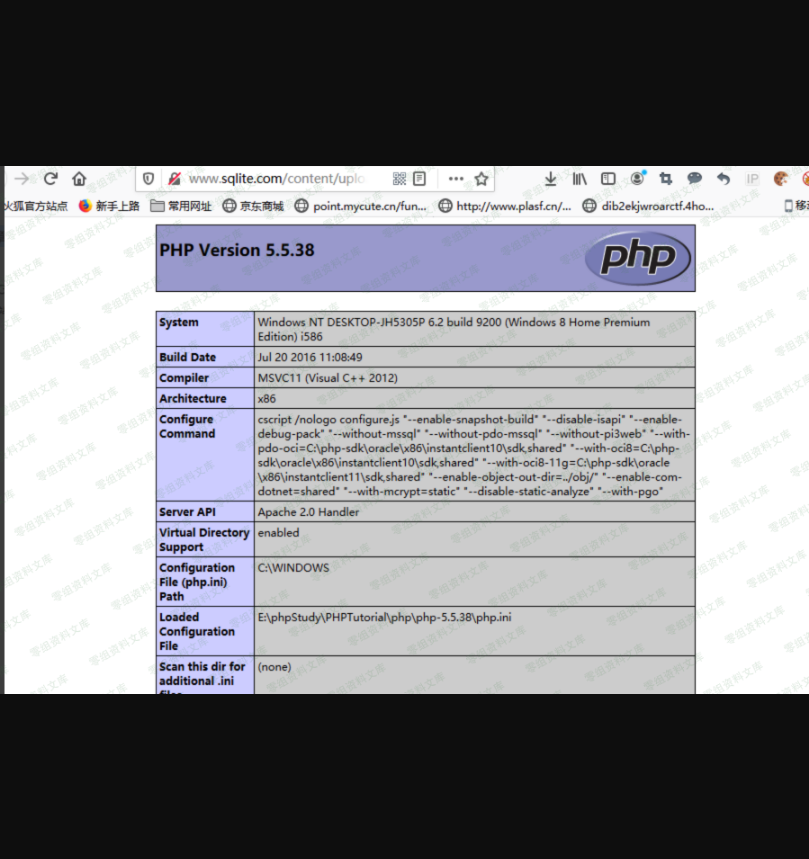 www.sqlite.com/content/uplo
IP
火狐官方站点 新手上路 常用网址 京东商城 point.mycute.cn/fun... http://www.plasf.cn/... dib2ekjwroarctf.4ho...
PHP Version 5.5.38
php
System Windows NT DESKTOP-JH5305P 6.2 build 9200 (Windows 8 Home Premium
Edition) i586
Build Date Jul 20 2016 11:08:49
Compiler MSVC11 (Visual C++ 2012)
Architecture x86
Configure
Command
cscript /nologo configure.js "--enable-snapshot-build" "--disable-isapi" "--enable-
debug-pack" "--without-mssql" "--without-pdo-mssql" "--without-pi3web" "--with-
pdo-oci=C:\php-sdk\oracle\x86\instantclient10\sdk,shared" "--with-oci8=C:\php-
sdk\oracle\x86\instantclient10\sdk,shared" "--with-oci8-11g=C:\php-sdk\oracle
\x86\instantclient11\sdk,shared" "--enable-object-out-dir=../obj/" "--enable-com-
dotnet=shared" "--with-mcrypt=static" "--disable-static-analyze" "--with-pgo"
Server API Apache 2.0 Handler
Virtual Directory
Support
enabled
Configuration
File (php.ini)
Path
C:\WINDOWS
Loaded
Configuration
File
E:\phpStudy\PHPTutorial\php\php-5.5.38\php.ini
Scan this dir for
additional .ini
files
(none)
零组资料文库